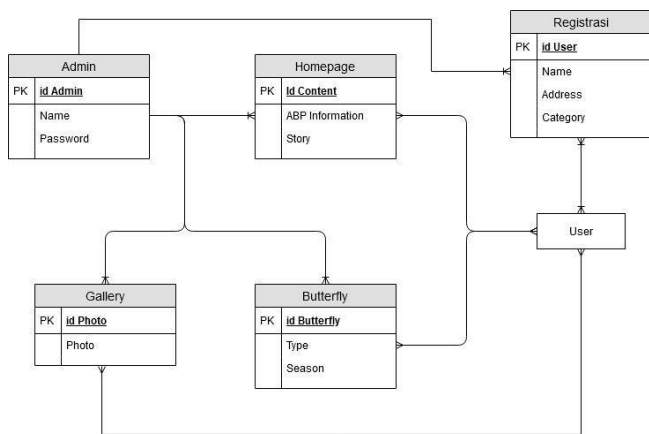 Registrasi
PK id User
Name
Address
Category
Admin
PK id Admin
Name
Password
Homepage
PK Id Content
ABP Information
Story
User
Gallery
PK id Photo
Photo
Butterfly
PK id Butterfly
Type
Season